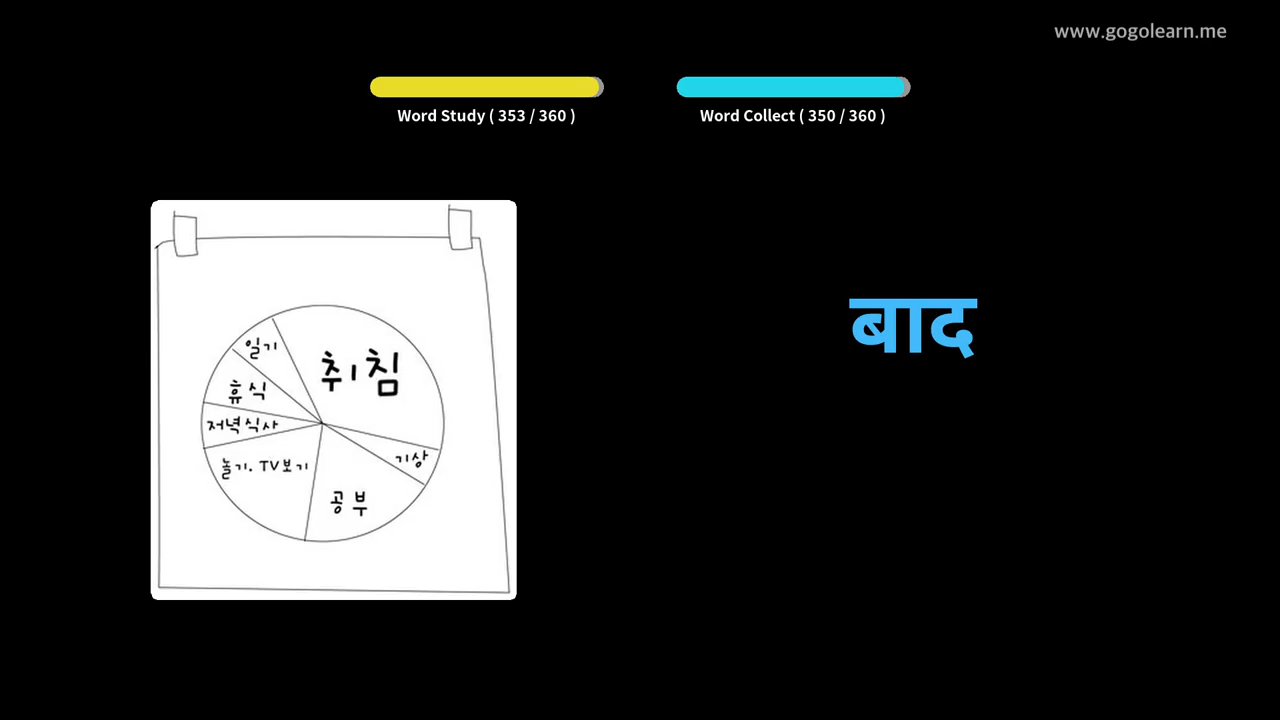 www.gogolearn.me
Word Study ( 353 / 360 )
Word Collect ( 350 / 360 )
일기
취침
휴식
저녁식사
놀기. TV보기
기상
공부
बाद